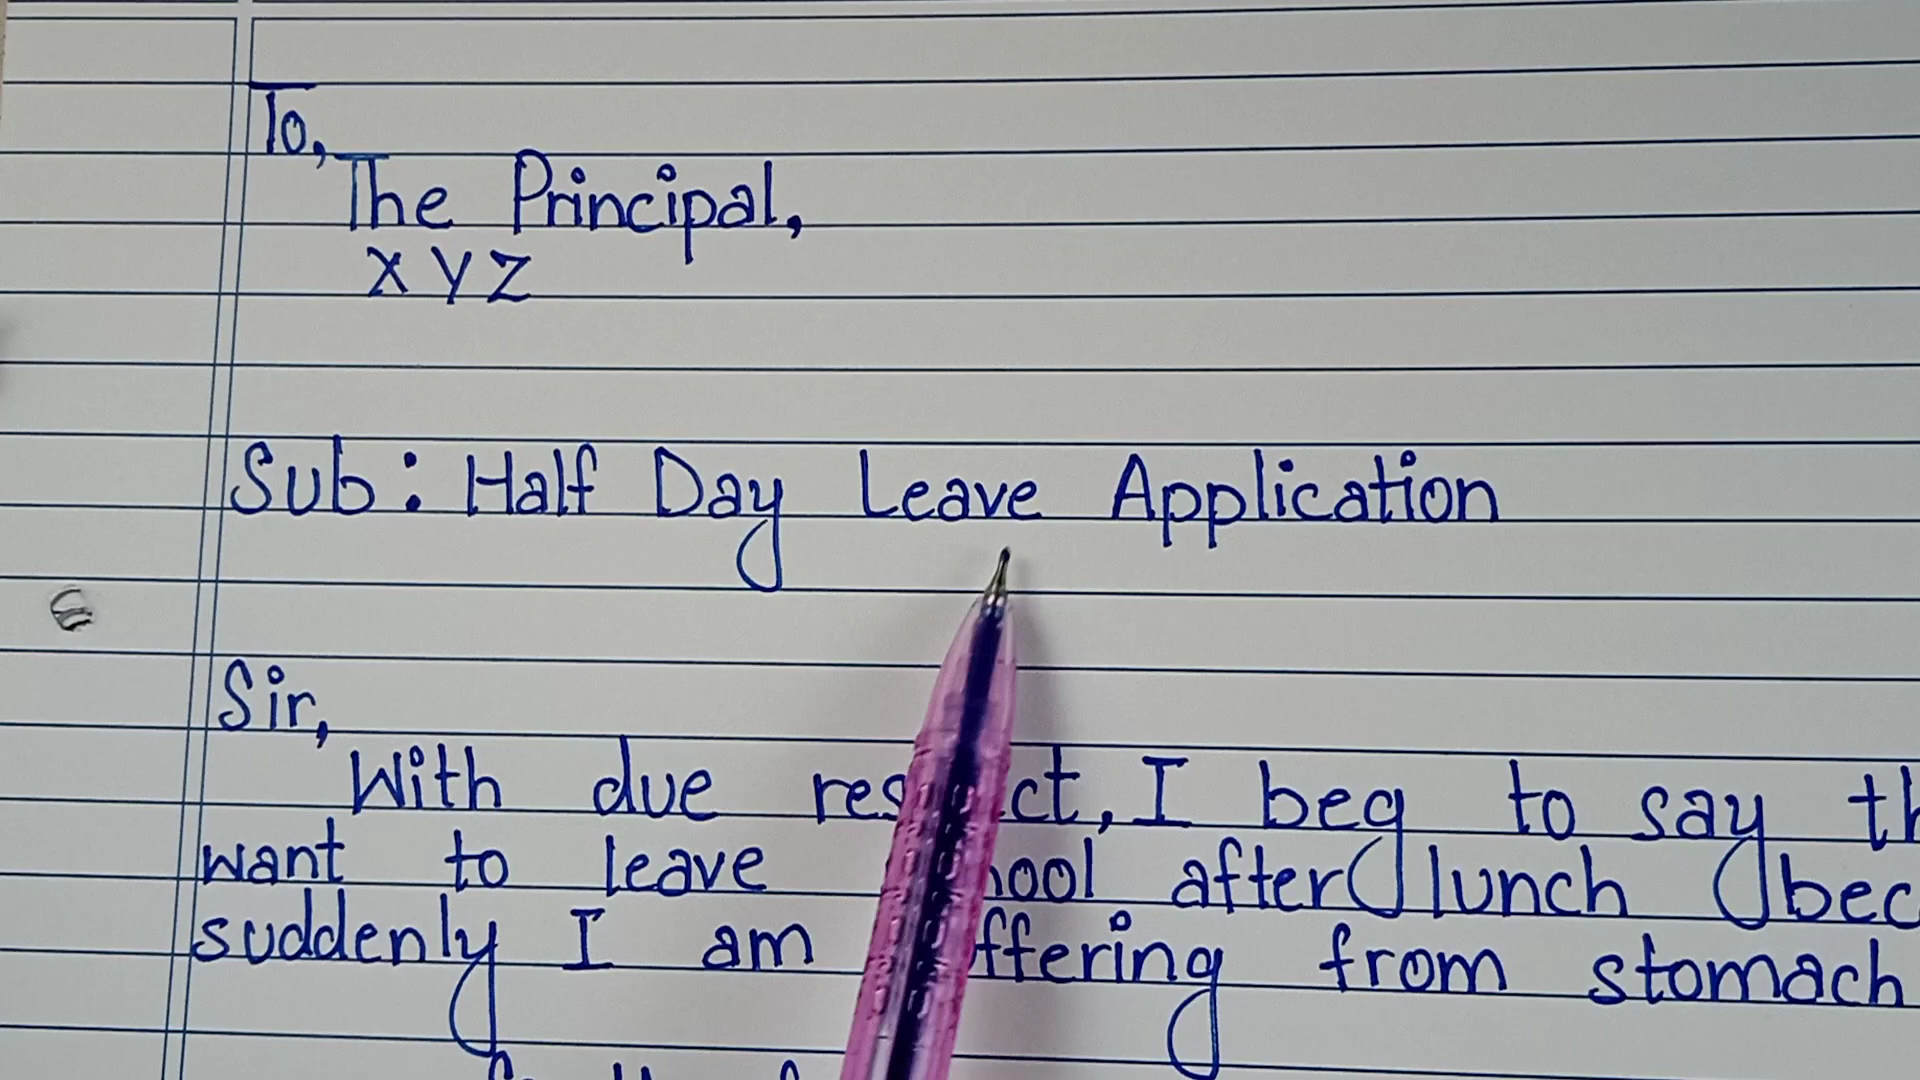 To,
The Principal,
X Y Z
Sub: Half Day Leave Application
Sir,
With due I beg to say
want to leave after lunch
suddenly I am from stomach